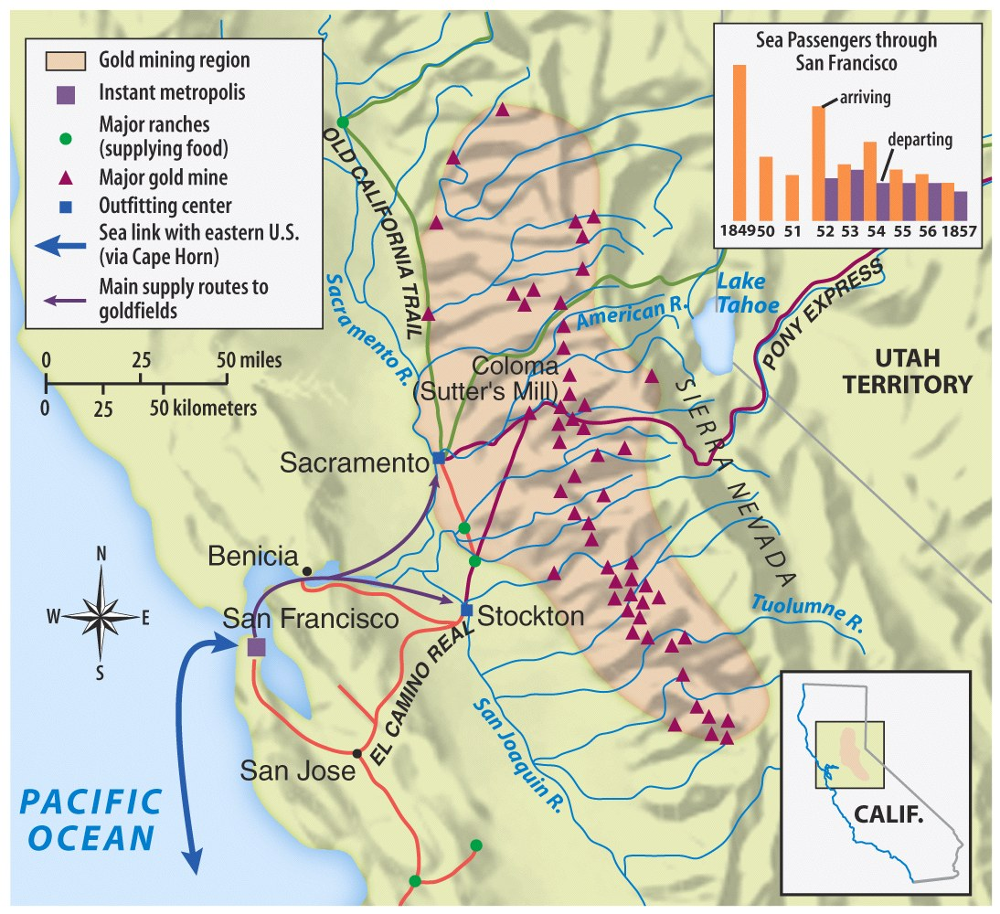 Gold mining region
Instant metropolis
Major ranches
(supplying food)
Major gold mine
Outfitting center
Sea link with eastern U.S.
(via Cape Horn)
Main supply routes to
goldfields
0 25 50 miles
0 25 50 kilometers
Sea Passengers through
San Francisco
arriving
departing
1849 50 51 52 53 54 55 56 1857
OLD CALIFORNIA TRAIL
Sacramento R.
American R.
Lake
Tahoe
PONY EXPRESS
UTAH
TERRITORY
Coloma
(Sutter's Mill)
SIERRA NEVADA
Sacramento
Benicia
N
W E
S
San Francisco
Stockton
Tuolumne R.
EL CAMINO REAL
San Joaquin R.
San Jose
PACIFIC
OCEAN
CALIF.